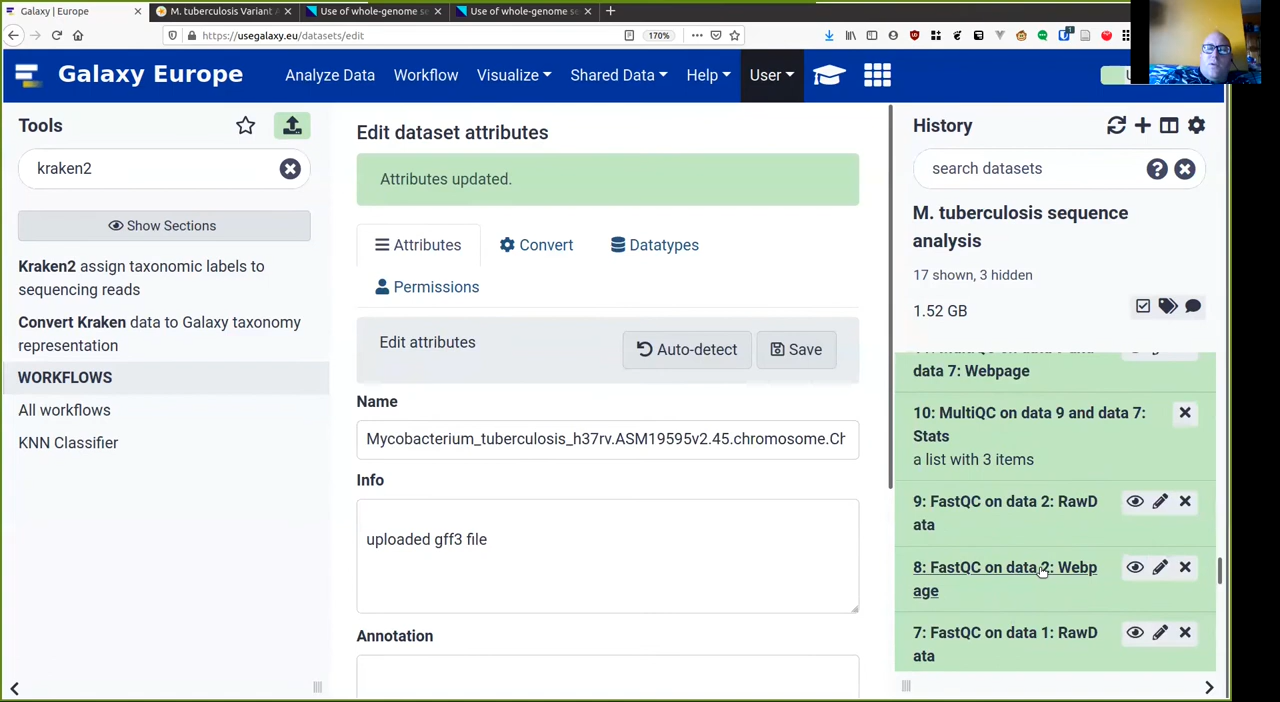 Galaxy | Europe
M. tuberculosis Variant
Use of whole-genome se
Use of whole-genome se
https://usegalaxy.eu/datasets/edit
170%
Galaxy Europe
Analyze Data
Workflow
Visualize
Shared Data
Help
User
Tools
kraken2
Show Sections
Kraken2 assign taxonomic labels to
sequencing reads
Convert Kraken data to Galaxy taxonomy
representation
WORKFLOWS
All workflows
KNN Classifier
Edit dataset attributes
Attributes updated.
Attributes
Convert
Datatypes
Permissions
Edit attributes
Auto-detect
Save
Name
Mycobacterium_tuberculosis_h37rv.ASM19595v2.45.chromosome.Ch
Info
uploaded gff3 file
Annotation
History
search datasets
M. tuberculosis sequence
analysis
17 shown, 3 hidden
1.52 GB
data 7: Webpage
10: MultiQC on data 9 and data 7:
Stats
a list with 3 items
9: FastQC on data 2: RawD
ata
8: FastQC on data 2: Webp
age
7: FastQC on data 1: RawD
ata